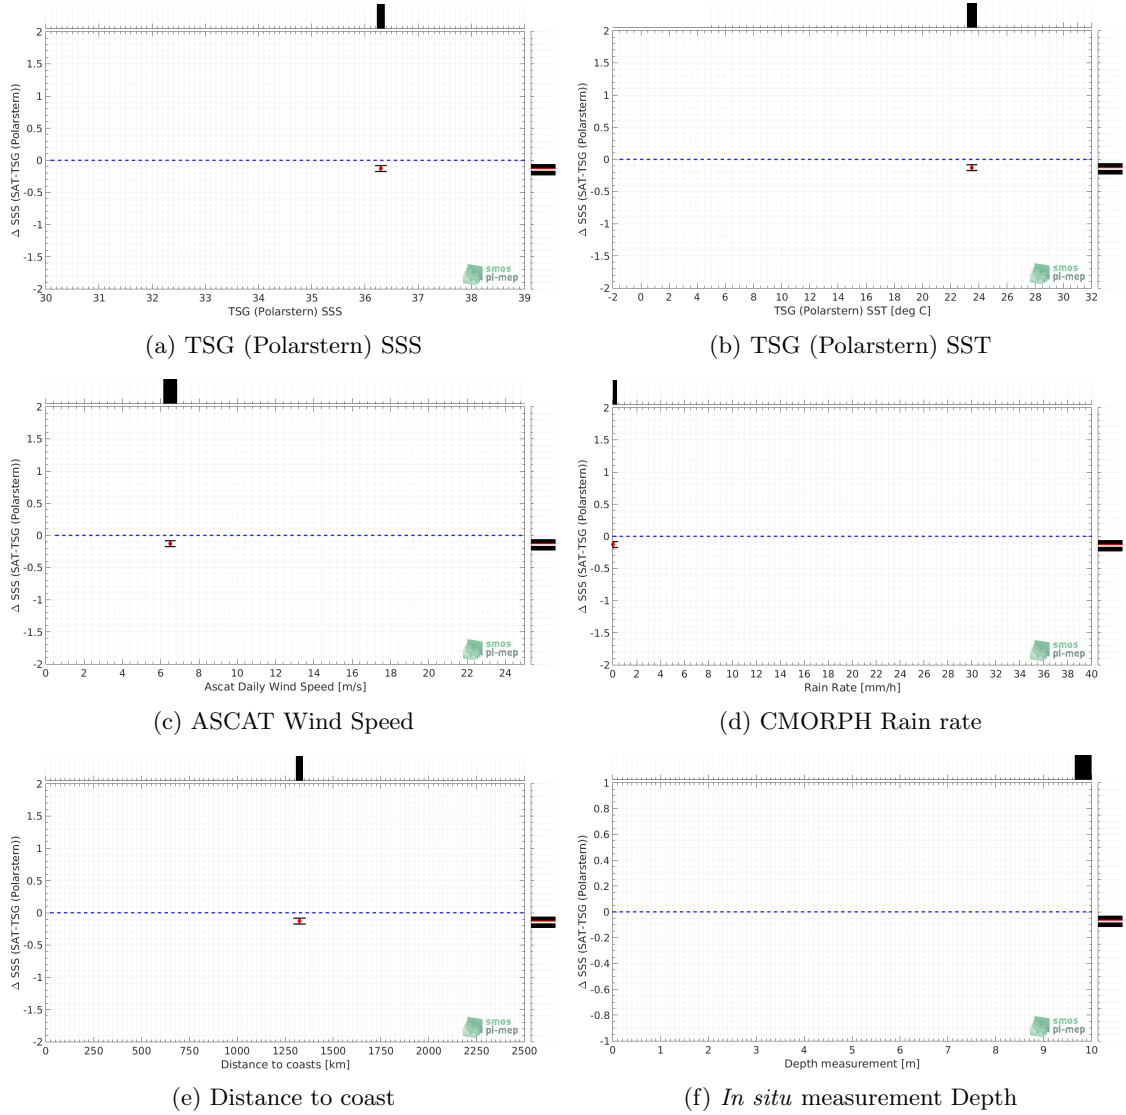 2
1.5
1
0.5
0
-0.5
-1
-1.5
-2
Δ SSS (SAT-TSG (Polarstern))
30 31 32 33 34 35 36 37 38 39
TSG (Polarstern) SSS
smos
pi-mep
(a) TSG (Polarstern) SSS
2
1.5
1
0.5
0
-0.5
-1
-1.5
-2
Δ SSS (SAT-TSG (Polarstern))
-2 0 2 4 6 8 10 12 14 16 18 20 22 24 26 28 30 32
TSG (Polarstern) SST [deg C]
smos
pi-mep
(b) TSG (Polarstern) SST
2
1.5
1
0.5
0
-0.5
-1
-1.5
-2
Δ SSS (SAT-TSG (Polarstern))
0 2 4 6 8 10 12 14 16 18 20 22 24
Ascat Daily Wind Speed [m/s]
smos
pi-mep
(c) ASCAT Wind Speed
2
1.5
1
0.5
0
-0.5
-1
-1.5
-2
Δ SSS (SAT-TSG (Polarstern))
0 2 4 6 8 10 12 14 16 18 20 22 24 26 28 30 32 34 36 38 40
Rain Rate [mm/h]
smos
pi-mep
(d) CMORPH Rain rate
2
1.5
1
0.5
0
-0.5
-1
-1.5
-2
Δ SSS (SAT-TSG (Polarstern))
0 250 500 750 1000 1250 1500 1750 2000 2250 2500
Distance to coasts [km]
smos
pi-mep
(e) Distance to coast
1
0.8
0.6
0.4
0.2
0
-0.2
-0.4
-0.6
-0.8
-1
Δ SSS (SAT-TSG (Polarstern))
0 1 2 3 4 5 6 7 8 9 10
Depth measurement [m]
smos
pi-mep
(f) In situ measurement Depth